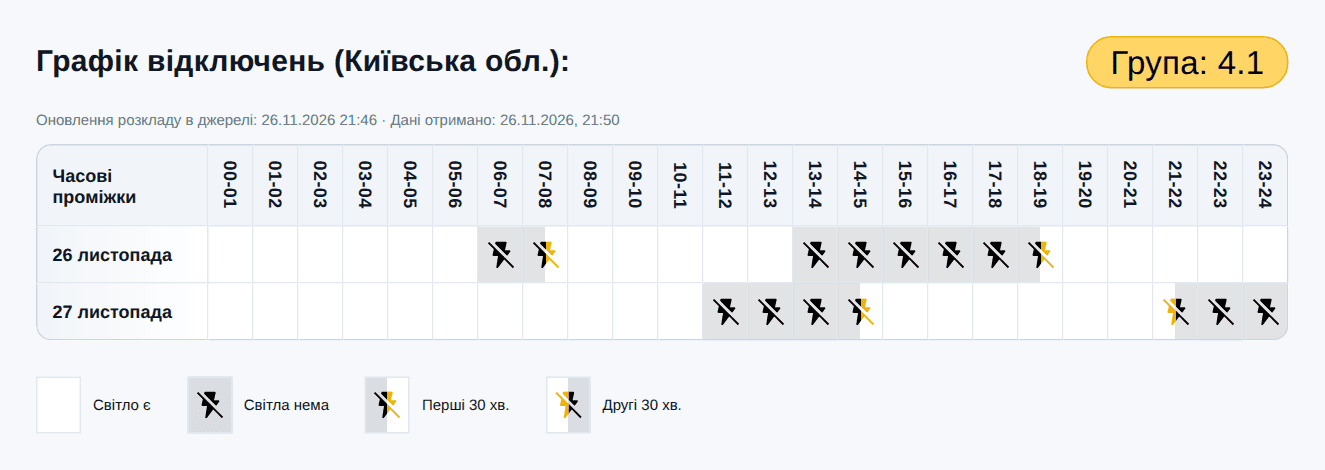 Графік відключень (Київська обл.):
Група: 4.1
Оновлення розкладу в джерелі: 26.11.2026 21:46 · Дані отримано: 26.11.2026, 21:50
Часові
проміжки
00-01
01-02
02-03
03-04
04-05
05-06
06-07
07-08
08-09
09-10
10-11
11-12
12-13
13-14
14-15
15-16
16-17
17-18
18-19
19-20
20-21
21-22
22-23
23-24
26 листопада
27 листопада
Світло є
Світла нема
Перші 30 хв.
Другі 30 хв.